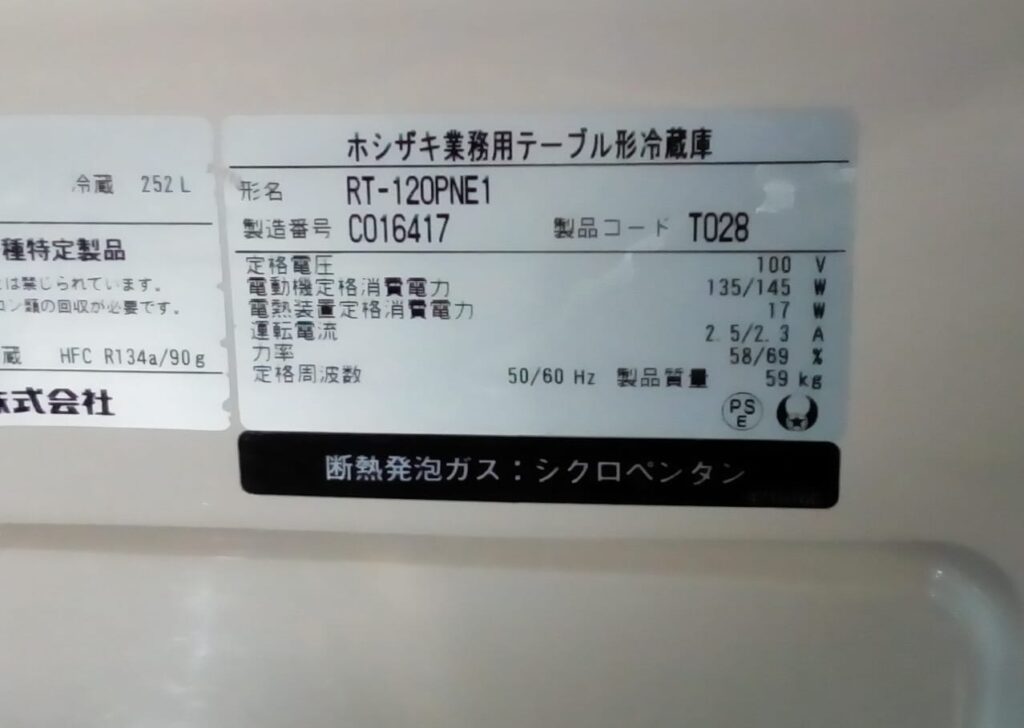 冷蔵 252L
種特定製品
とは禁じられています。
ロン類の回収が必要です。
蔵 HFC R134a/90g
株式会社
ホシザキ業務用テーブル形冷蔵庫
形名 RT-120PNE1
製造番号 C016417 製品コード T028
定格電圧 100 V
電動機定格消費電力 135/145 W
電熱装置定格消費電力 17 W
運転電流 2.5/2.3 A
力率 58/69 %
定格周波数 50/60 Hz 製品質量 59 kg
PS
E
断熱発泡ガス：シクロペンタン